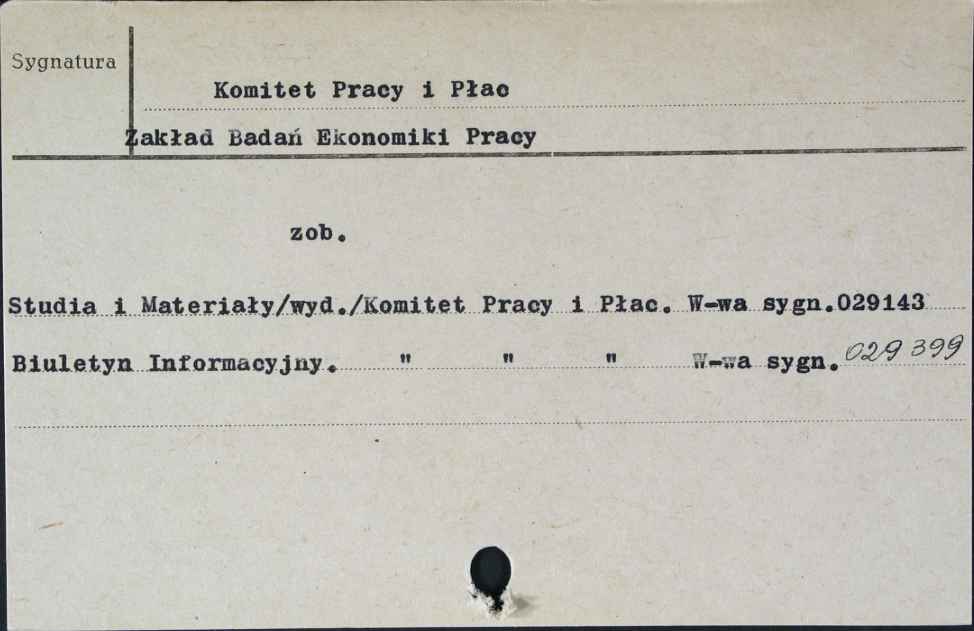 Sygnatura
Komitet Pracy i Płac
Zakład Badań Ekonomiki Pracy
zob.
Studia i Materiały/wyd./Komitet Pracy i Płac. W-wa sygn.029143
Biuletyn Informacyjny. " " " W-wa sygn. 029 399